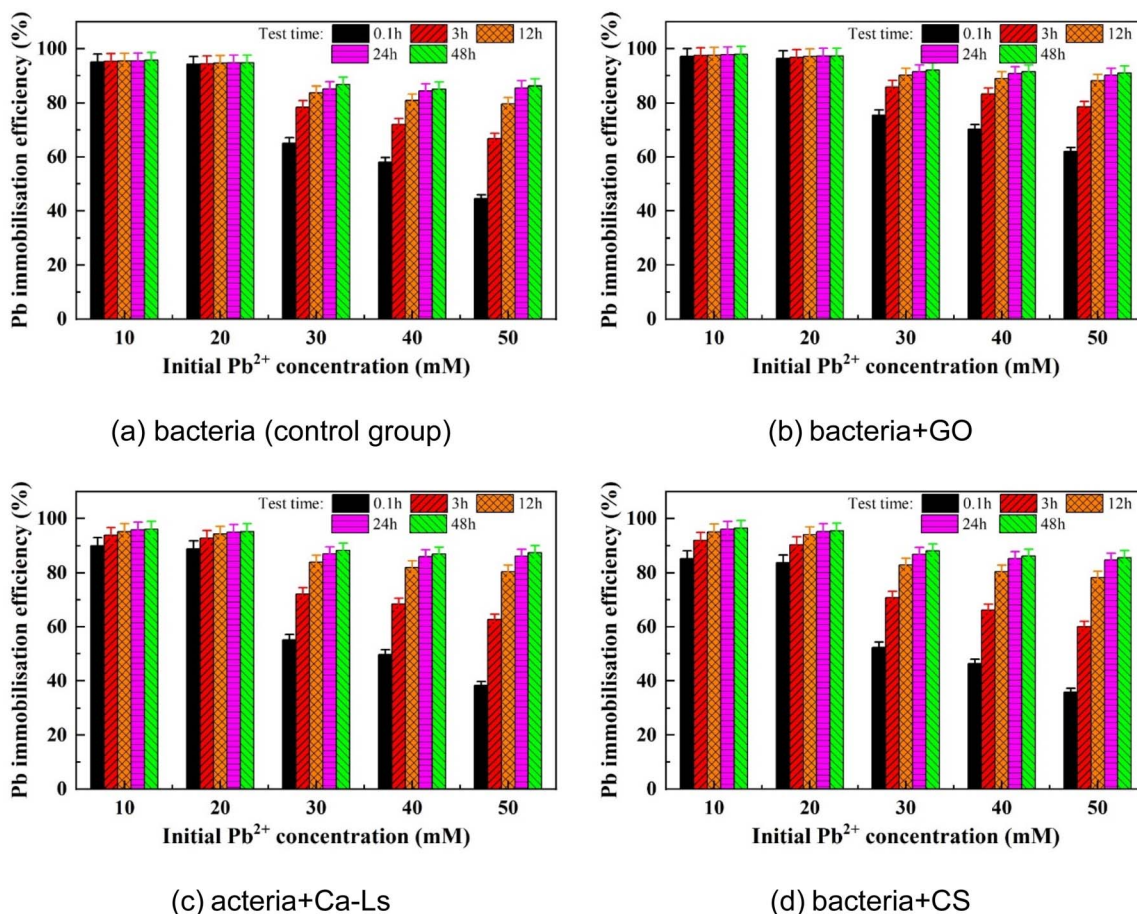 Pb immobilisation efficiency (%)
Test time: 0.1h 3h 12h
24h 48h
100
80
60
40
20
0
10 20 30 40 50
Initial Pb²⁺ concentration (mM)
(a) bacteria (control group)
Pb immobilisation efficiency (%)
Test time: 0.1h 3h 12h
24h 48h
100
80
60
40
20
0
10 20 30 40 50
Initial Pb²⁺ concentration (mM)
(b) bacteria+GO
Pb immobilisation efficiency (%)
Test time: 0.1h 3h 12h
24h 48h
100
80
60
40
20
0
10 20 30 40 50
Initial Pb²⁺ concentration (mM)
(c) acteria+Ca-Ls
Pb immobilisation efficiency (%)
Test time: 0.1h 3h 12h
24h 48h
100
80
60
40
20
0
10 20 30 40 50
Initial Pb²⁺ concentration (mM)
(d) bacteria+CS